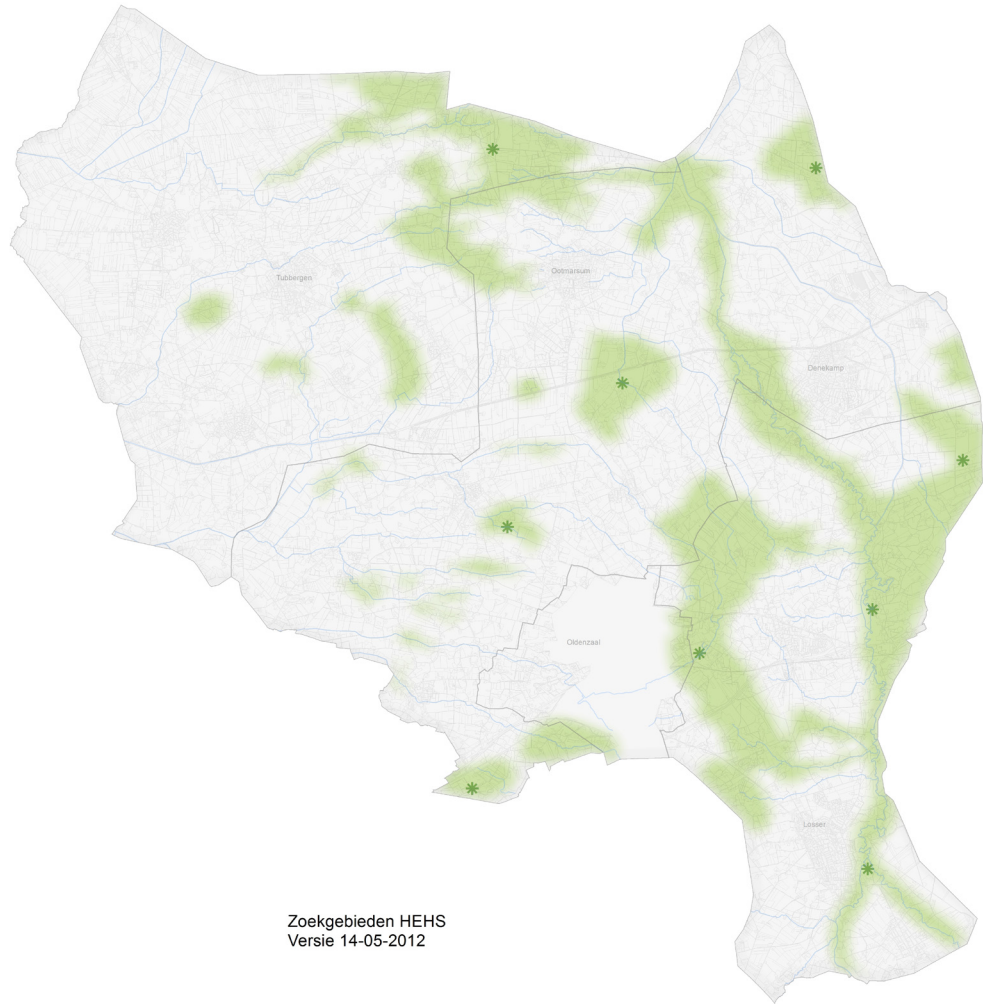 Tubbergen
Ootmarsum
Denekamp
Oldenzaal
Losser
Zoekgebieden HEHS
Versie 14-05-2012